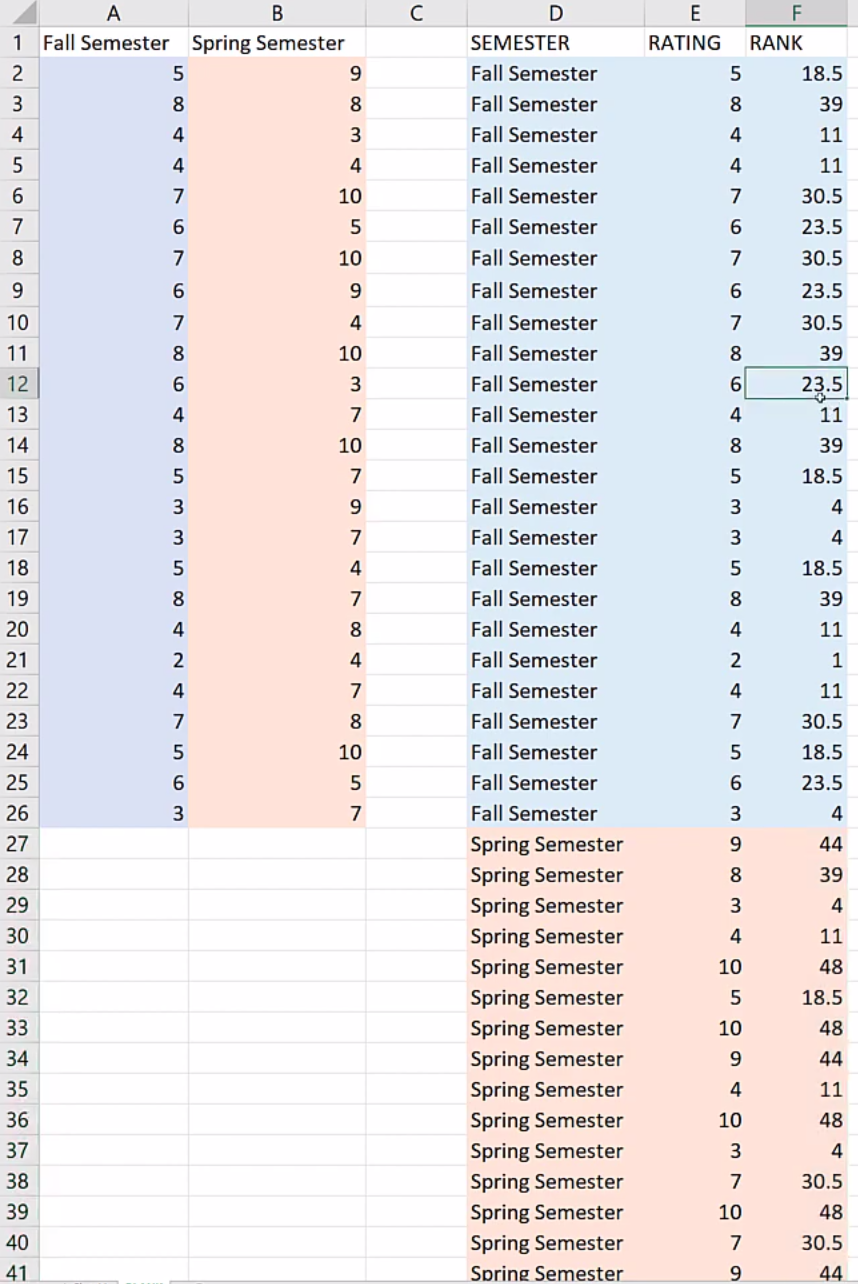 A B C D E F
1 Fall Semester Spring Semester SEMESTER RATING RANK
2 5 9 Fall Semester 5 18.5
3 8 8 Fall Semester 8 39
4 4 3 Fall Semester 4 11
5 4 4 Fall Semester 4 11
6 7 10 Fall Semester 7 30.5
7 6 5 Fall Semester 6 23.5
8 7 10 Fall Semester 7 30.5
9 6 9 Fall Semester 6 23.5
10 7 4 Fall Semester 7 30.5
11 8 10 Fall Semester 8 39
12 6 3 Fall Semester 6 23.5
13 4 7 Fall Semester 4 11
14 8 10 Fall Semester 8 39
15 5 7 Fall Semester 5 18.5
16 3 9 Fall Semester 3 4
17 3 7 Fall Semester 3 4
18 5 4 Fall Semester 5 18.5
19 8 7 Fall Semester 8 39
20 4 8 Fall Semester 4 11
21 2 4 Fall Semester 2 1
22 4 7 Fall Semester 4 11
23 7 8 Fall Semester 7 30.5
24 5 10 Fall Semester 5 18.5
25 6 5 Fall Semester 6 23.5
26 3 7 Fall Semester 3 4
27 Spring Semester 9 44
28 Spring Semester 8 39
29 Spring Semester 3 4
30 Spring Semester 4 11
31 Spring Semester 10 48
32 Spring Semester 5 18.5
33 Spring Semester 10 48
34 Spring Semester 9 44
35 Spring Semester 4 11
36 Spring Semester 10 48
37 Spring Semester 3 4
38 Spring Semester 7 30.5
39 Spring Semester 10 48
40 Spring Semester 7 30.5
41 Spring Semester 9 44